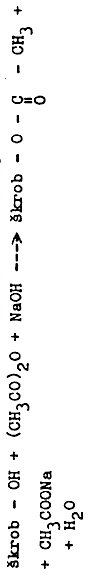 škrob - OH + (CH3CO)2O + NaOH ---> škrob - O - C - CH3 +
O
+ CH3COONa
+ H2O